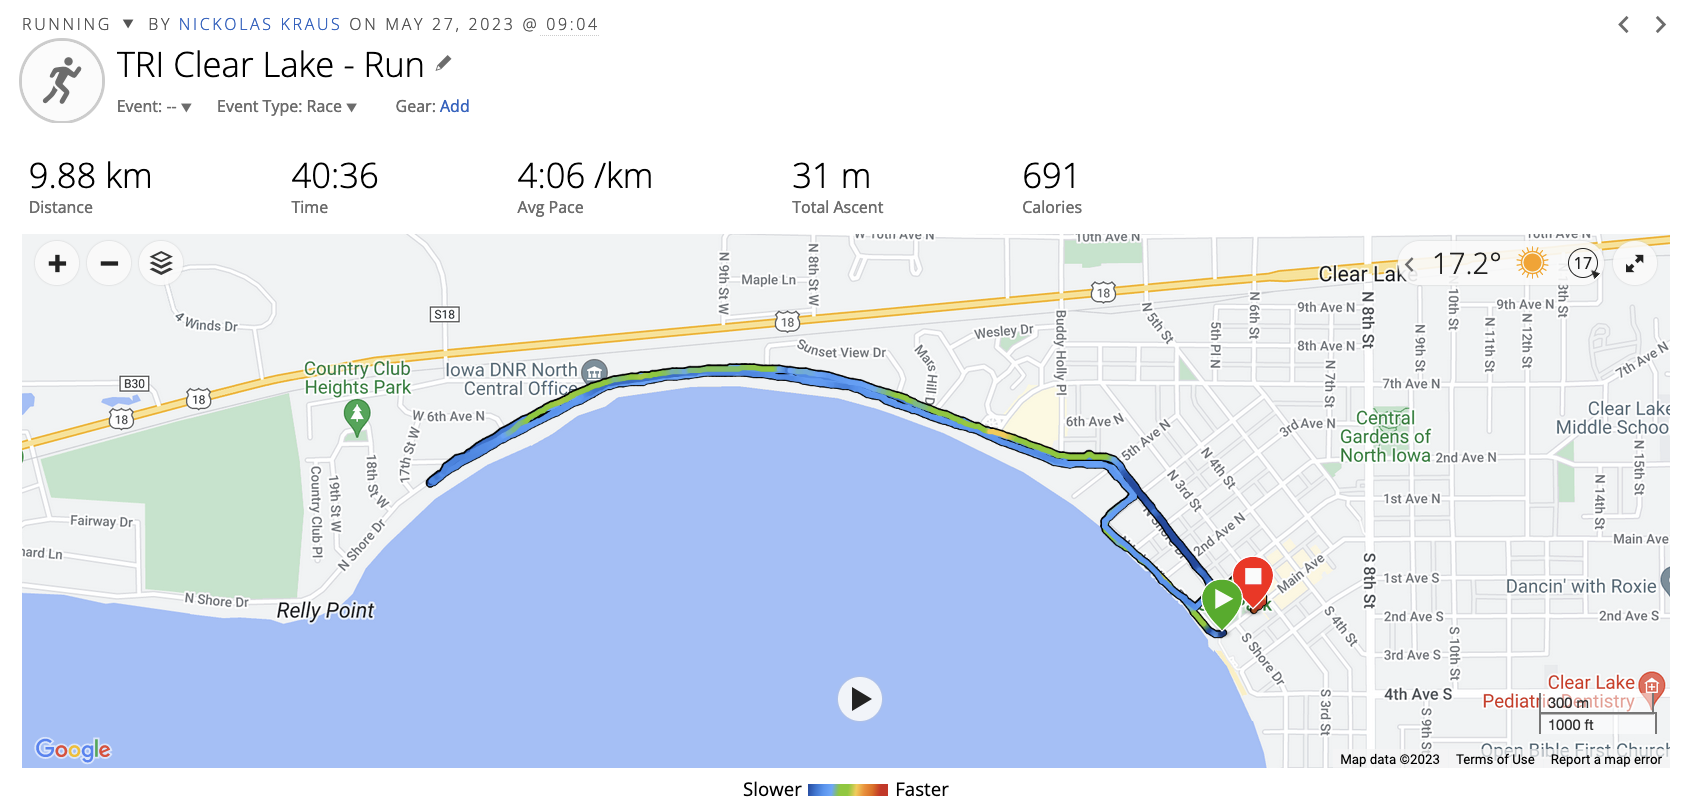 RUNNING ▼ BY NICKOLAS KRAUS ON MAY 27, 2023 @ 09:04
TRI Clear Lake - Run
Event: -- ▼ Event Type: Race ▼ Gear: Add
9.88 km 40:36 4:06 /km 31 m 691
Distance Time Avg Pace Total Ascent Calories
W 10th Ave N
10th Ave N
10th Ave N
Clear Lake
17.2°
17
N 9th St W
N 8th St W
Maple Ln
18
4 Winds Dr
S18
18
Wesley Dr
Buddy Holly Pl
N 5th St
5th Pl N
N 6th St
9th Ave N
N 8th St
10th St
9th Ave N
3th St
N 9th St
N 11th St
N 12th St
8th Ave N
7th Ave N
Sunset View Dr
Mas Hill D
Country Club
Heights Park
Iowa DNR North
Central Office
B30
18
18
7th Ave N
N 7th St
W 6th Ave N
6th Ave N
5th Ave N
3rd Ave N
Central
Gardens of
North Iowa
Clear Lake
Middle Schoo
17th St W
18th St W
19th St W
Country Club Pl
N 4th St
N 3rd St
2nd Ave N
N 15th St
N 14th St
1st Ave N
Fairway Dr
N Shore Dr
N Shore Dr
2nd Ave N
Main Ave
ard Ln
Main Ave
S 8th St
1st Ave S
Dancin' with Roxie
N Shore Dr
Relly Point
2nd Ave S
2nd Ave S
S 4th St
S Shore Dr
3rd Ave S
S 10th St
4th Ave S
S 3rd St
S 9th S
Clear Lake
Pediatric Dentistry
300 m
1000 ft
Open Bible First Church
Google
Map data ©2023 Terms of Use Report a map error
Slower Faster